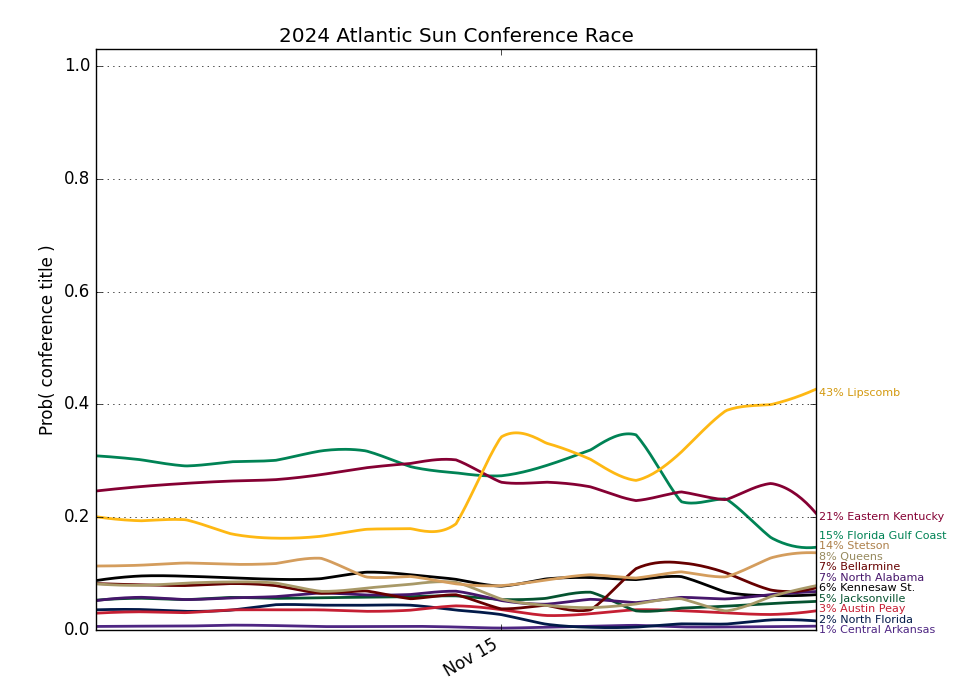 2024 Atlantic Sun Conference Race
Prob( conference title )
1.0
0.8
0.6
0.4
0.2
0.0
Nov 15
43% Lipscomb
21% Eastern Kentucky
15% Florida Gulf Coast
14% Stetson
8% Queens
7% Bellarmine
7% North Alabama
6% Kennesaw St.
5% Jacksonville
3% Austin Peay
2% North Florida
1% Central Arkansas